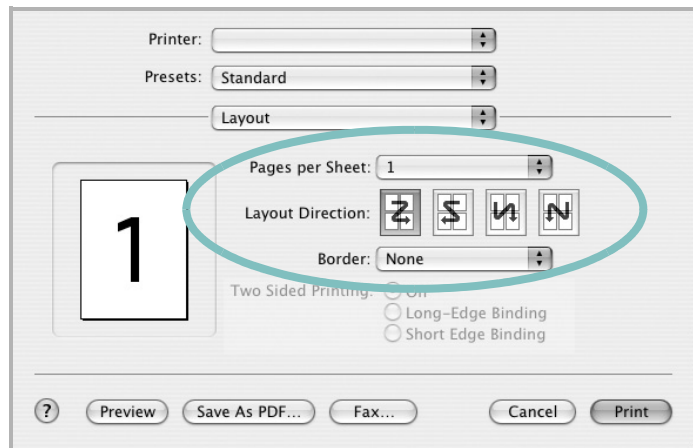 Printer:
Presets: Standard
Layout
Pages per Sheet: 1
1
Layout Direction:
Border: None
Two Sided Printing: Off
Long-Edge Binding
Short Edge Binding
? Preview Save As PDF... Fax... Cancel Print